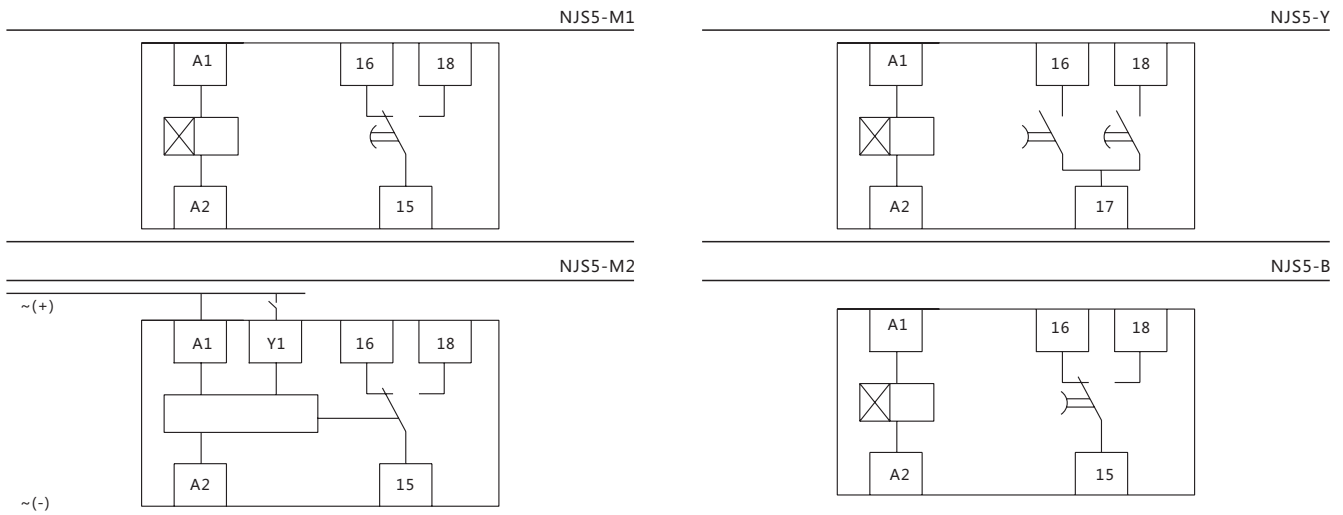 NJS5-M1
A1
16
18
A2
15
NJS5-Y
A1
16
18
A2
17
NJS5-M2
~(+)
A1
Y1
16
18
A2
15
~(-)
NJS5-B
A1
16
18
A2
15